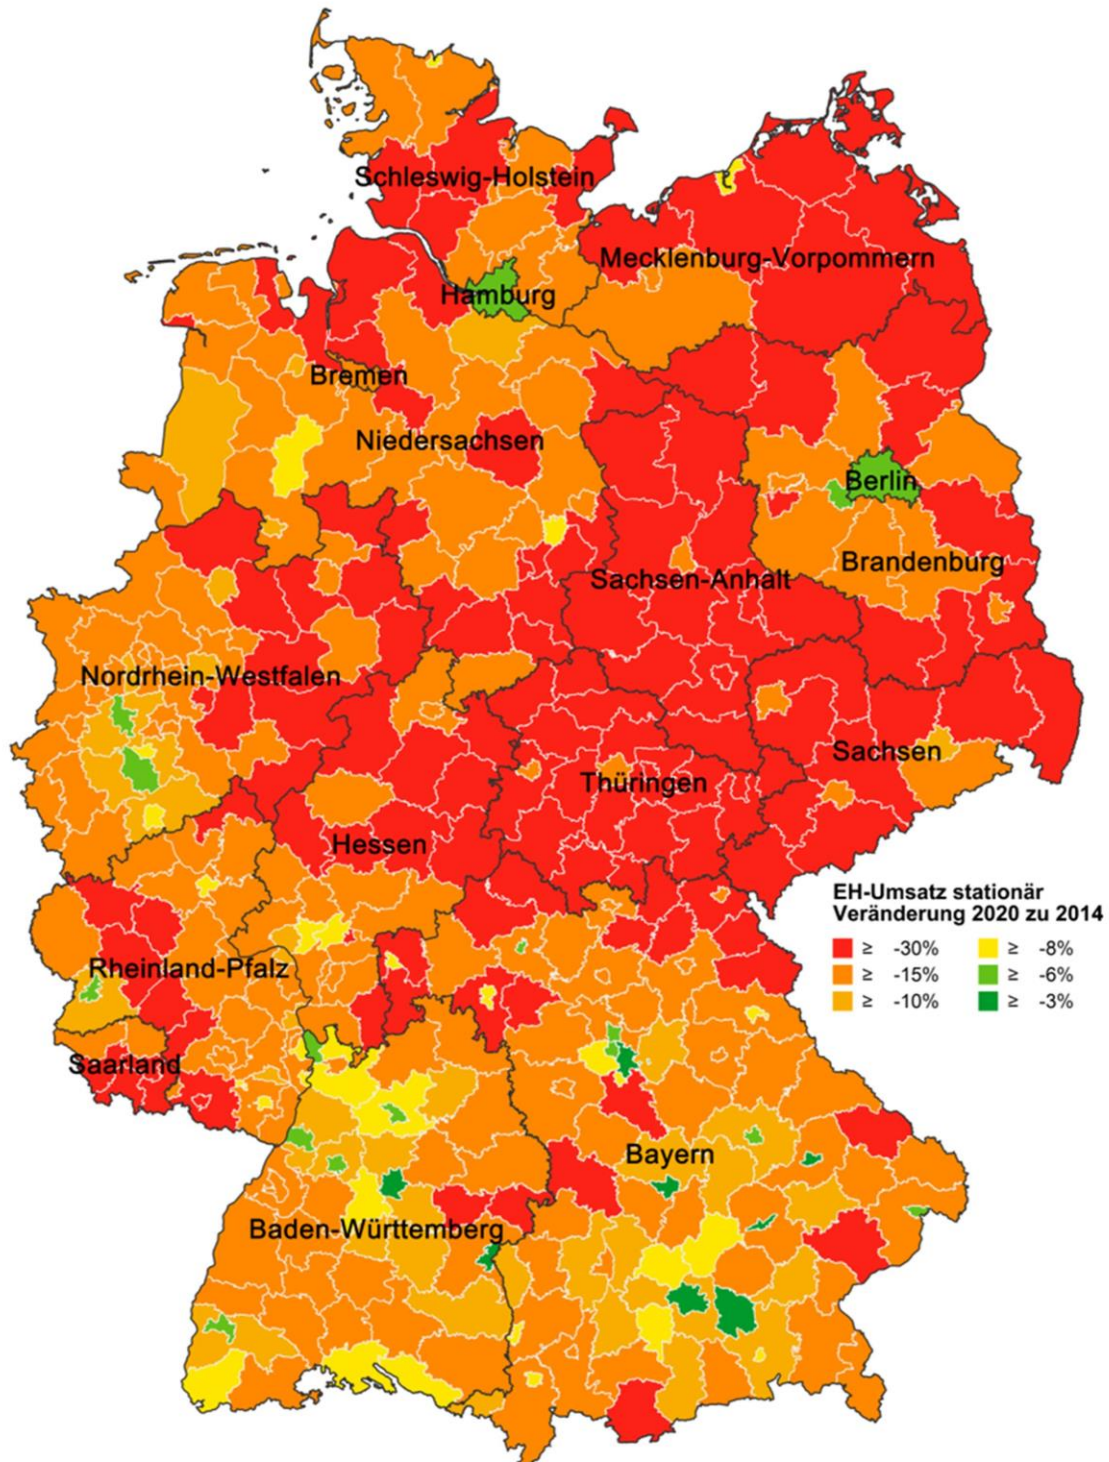 Schleswig-Holstein
Mecklenburg-Vorpommern
Hamburg
Bremen
Niedersachsen
Berlin
Brandenburg
Sachsen-Anhalt
Nordrhein-Westfalen
Sachsen
Thüringen
Hessen
EH-Umsatz stationär
Veränderung 2020 zu 2014
≥ -30% ≥ -8%
≥ -15% ≥ -6%
≥ -10% ≥ -3%
Rheinland-Pfalz
Saarland
Bayern
Baden-Württemberg